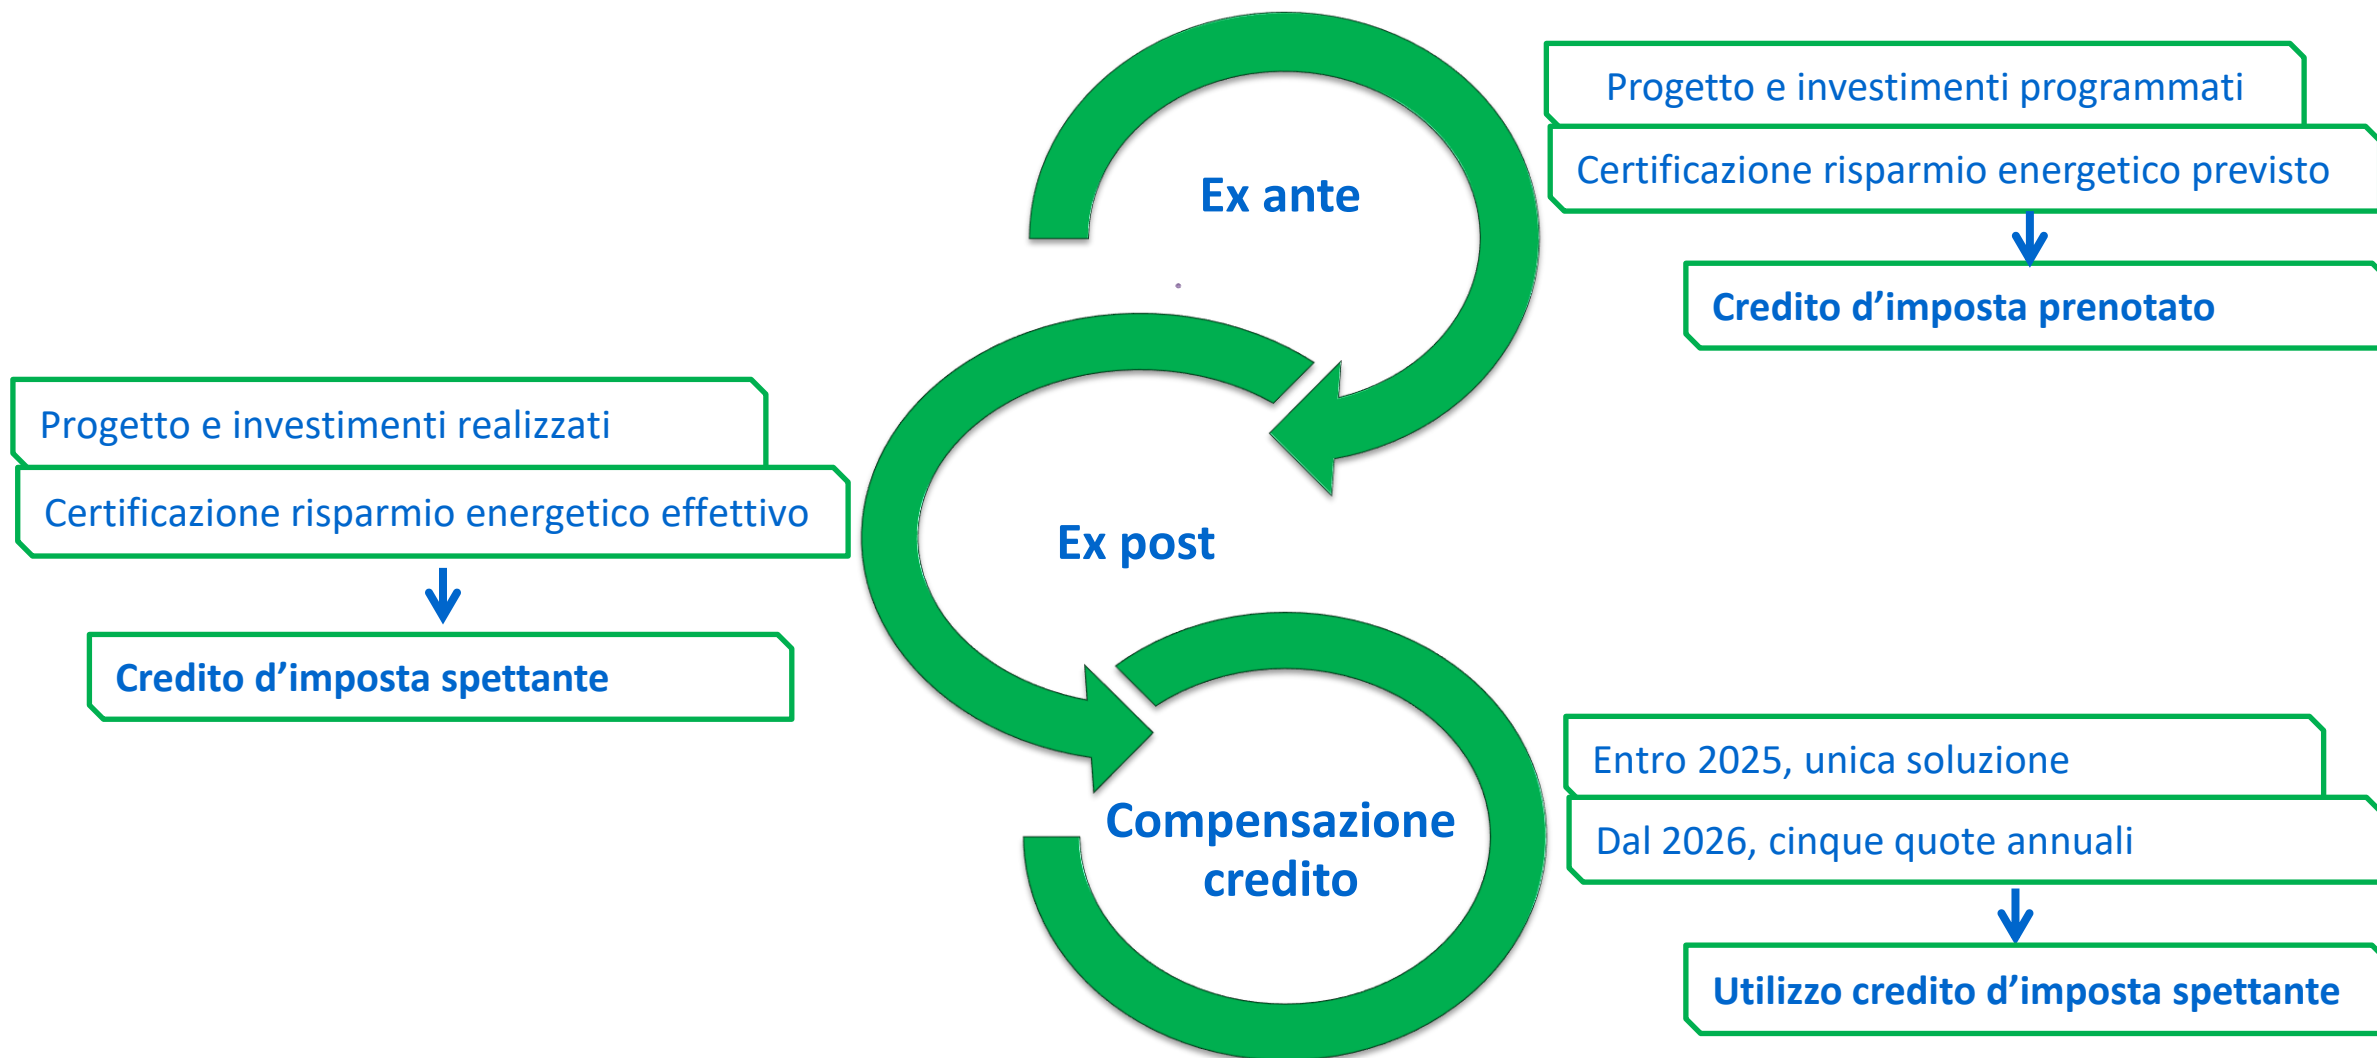 Ex ante
Progetto e investimenti programmati
Certificazione risparmio energetico previsto
Credito d’imposta prenotato
Progetto e investimenti realizzati
Certificazione risparmio energetico effettivo
Credito d’imposta spettante
Ex post
Compensazione
credito
Entro 2025, unica soluzione
Dal 2026, cinque quote annuali
Utilizzo credito d’imposta spettante